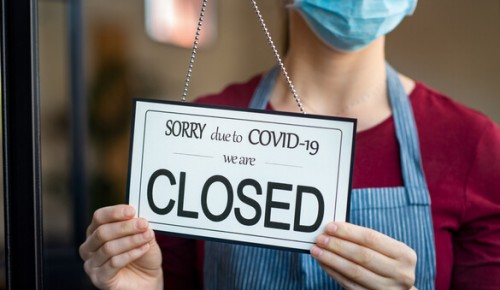 SORRY due to COVID-19
we are
CLOSED